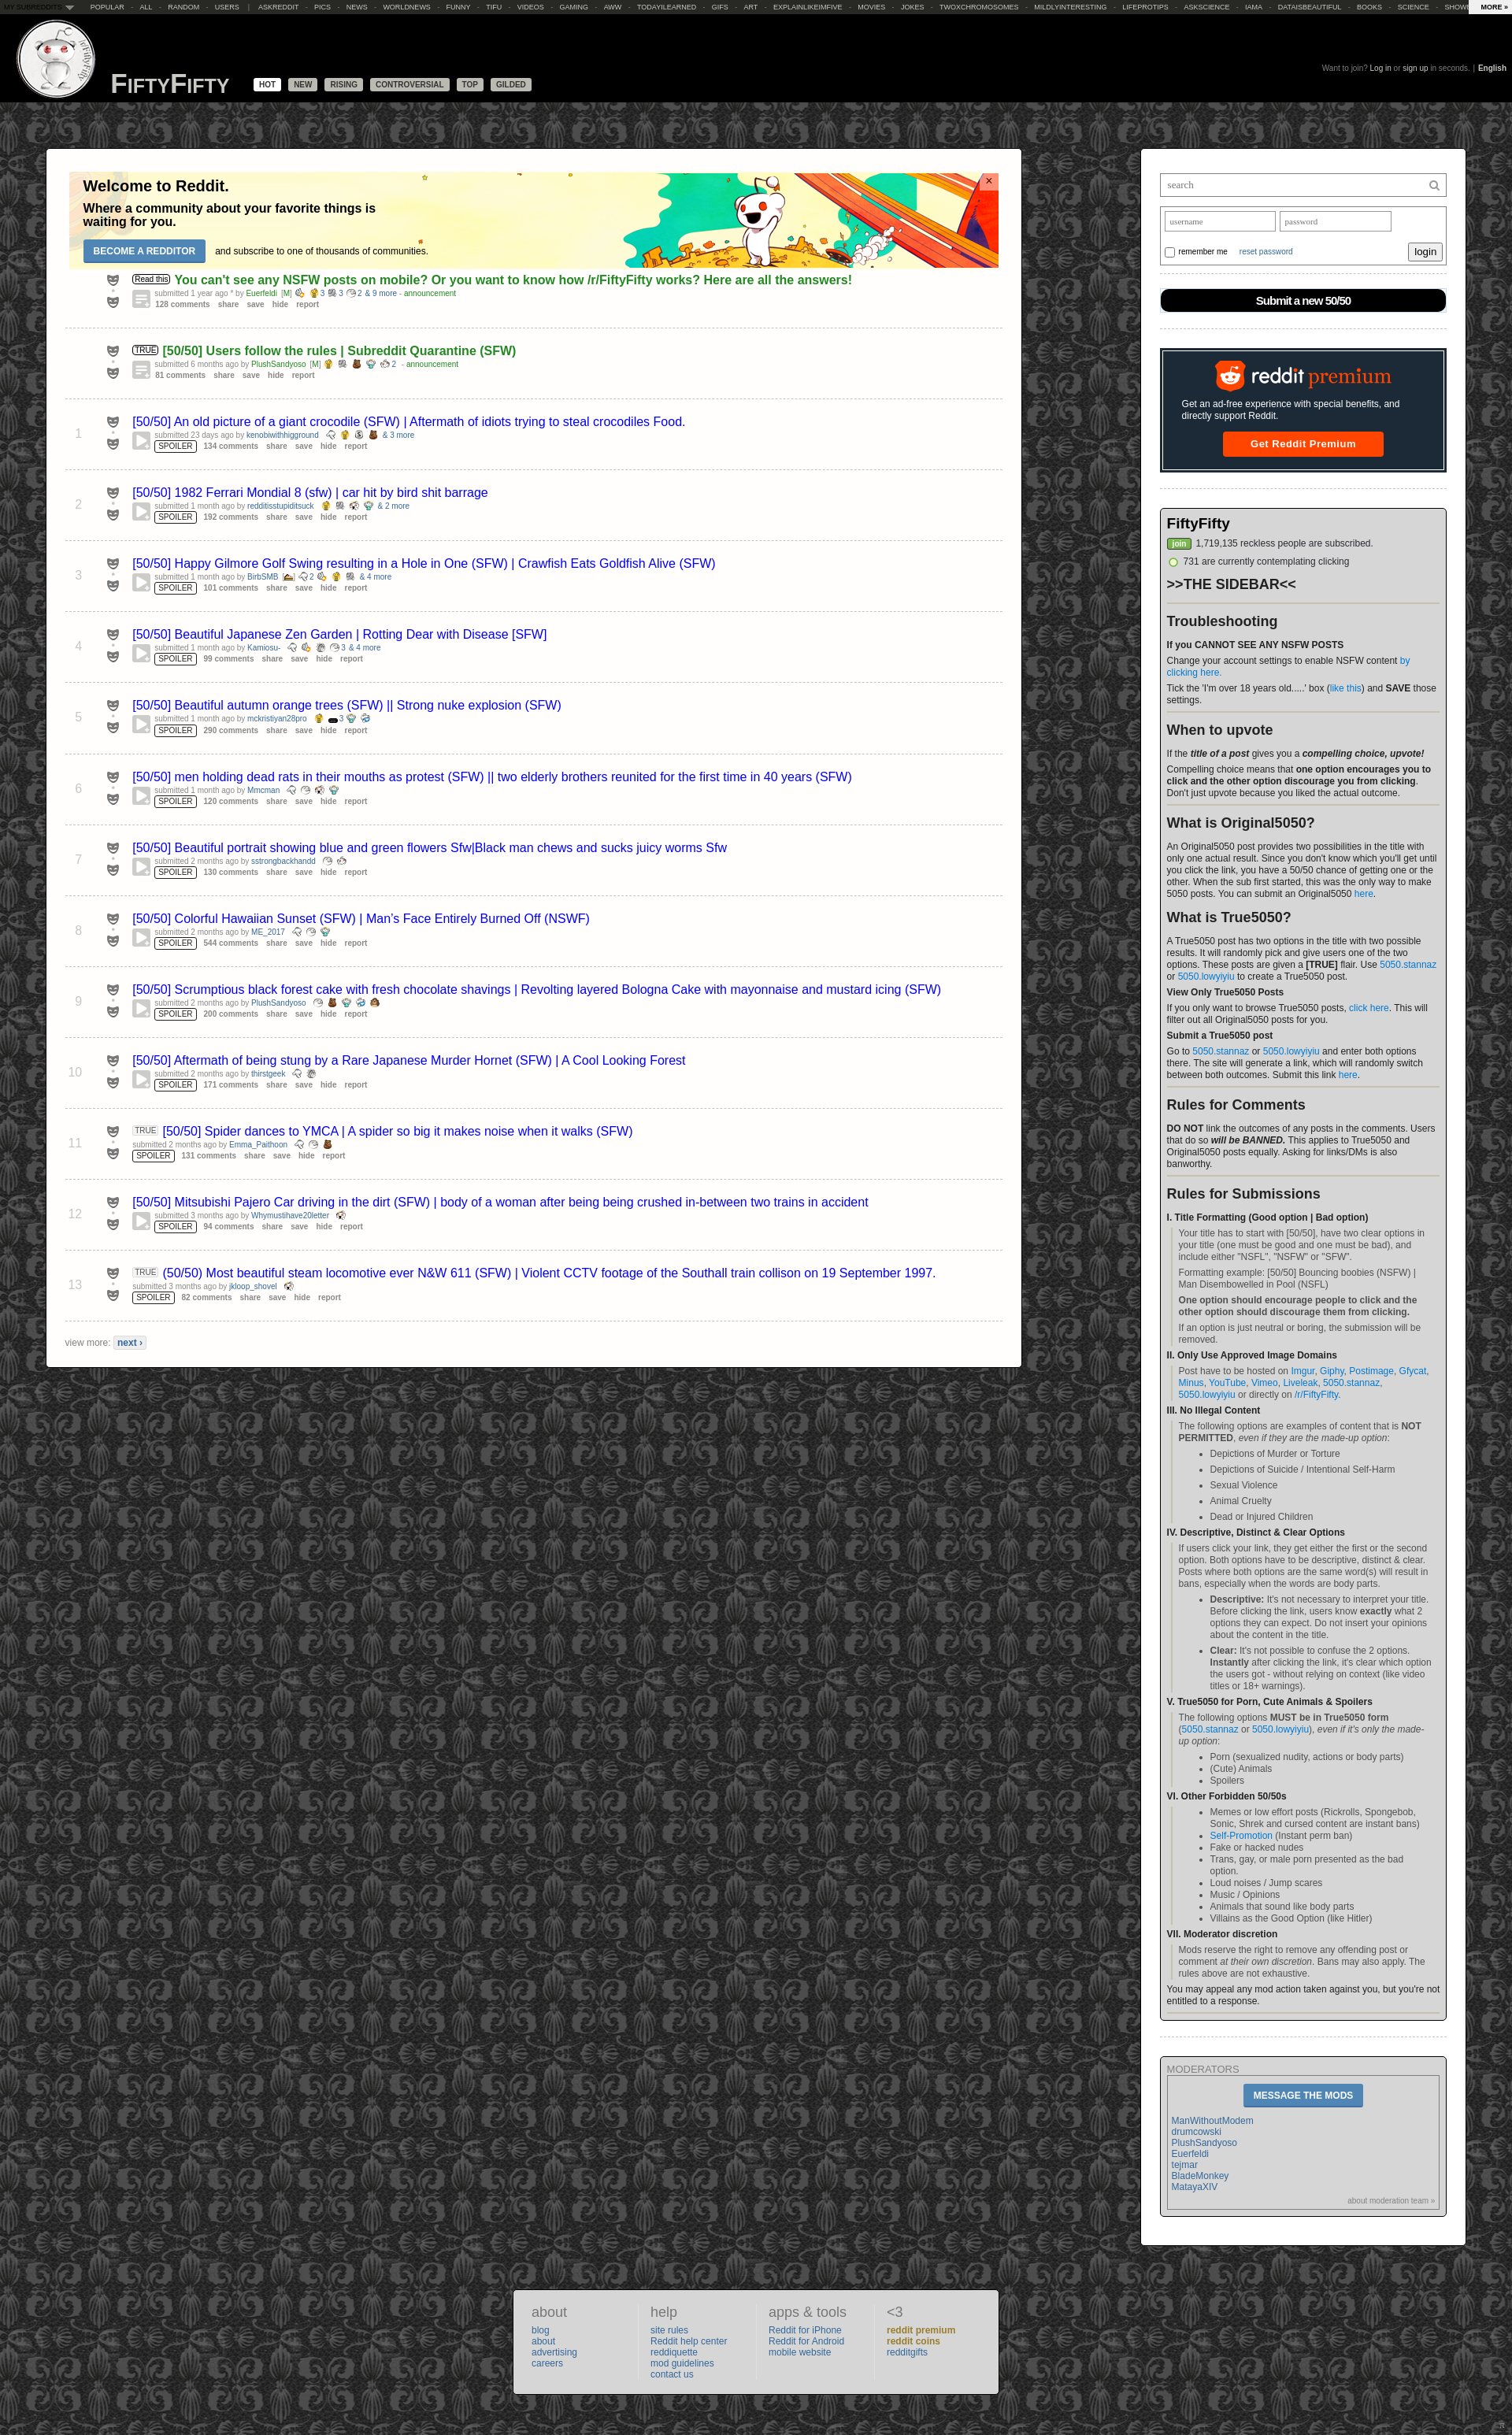 MY SUBREDDITS POPULAR - ALL - RANDOM - USERS | ASKREDDIT - PICS - NEWS - WORLDNEWS - FUNNY - TIFU - VIDEOS - GAMING - AWW - TODAYILEARNED - GIFS - ART - EXPLAINLIKEIMFIVE - MOVIES - JOKES - TWOXCHROMOSOMES - MILDLYINTERESTING - LIFEPROTIPS - ASKSCIENCE - IAMA - DATAISBEAUTIFUL - BOOKS - SCIENCE - MORE »
FIFTYFIFTY HOT NEW RISING CONTROVERSIAL TOP GILDED
Want to join? Log in or sign up in seconds. | English
Welcome to Reddit.
Where a community about your favorite things is
waiting for you.
BECOME A REDDITOR and subscribe to one of thousands of communities.
×
Read this You can't see any NSFW posts on mobile? Or you want to know how /r/FiftyFifty works? Here are all the answers!
submitted 1 year ago * by Euerfeldi [M] 3 3 2 & 9 more - announcement
128 comments share save hide report
TRUE [50/50] Users follow the rules | Subreddit Quarantine (SFW)
submitted 6 months ago by PlushSandyoso [M] 2 - announcement
81 comments share save hide report
1
[50/50] An old picture of a giant crocodile (SFW) | Aftermath of idiots trying to steal crocodiles Food.
submitted 23 days ago by kenobiwithhigground & 3 more
SPOILER 134 comments share save hide report
2
[50/50] 1982 Ferrari Mondial 8 (sfw) | car hit by bird shit barrage
submitted 1 month ago by redditisstupiditsuck & 2 more
SPOILER 192 comments share save hide report
3
[50/50] Happy Gilmore Golf Swing resulting in a Hole in One (SFW) | Crawfish Eats Goldfish Alive (SFW)
submitted 1 month ago by BirbSMB 2 & 4 more
SPOILER 101 comments share save hide report
4
[50/50] Beautiful Japanese Zen Garden | Rotting Dear with Disease [SFW]
submitted 1 month ago by Kamiosu- 3 & 4 more
SPOILER 99 comments share save hide report
5
[50/50] Beautiful autumn orange trees (SFW) || Strong nuke explosion (SFW)
submitted 1 month ago by mckristiyan28pro 3
SPOILER 290 comments share save hide report
6
[50/50] men holding dead rats in their mouths as protest (SFW) || two elderly brothers reunited for the first time in 40 years (SFW)
submitted 1 month ago by Mmcman
SPOILER 120 comments share save hide report
7
[50/50] Beautiful portrait showing blue and green flowers Sfw|Black man chews and sucks juicy worms Sfw
submitted 2 months ago by sstrongbackhandd
SPOILER 130 comments share save hide report
8
[50/50] Colorful Hawaiian Sunset (SFW) | Man's Face Entirely Burned Off (NSWF)
submitted 2 months ago by ME_2017
SPOILER 544 comments share save hide report
9
[50/50] Scrumptious black forest cake with fresh chocolate shavings | Revolting layered Bologna Cake with mayonnaise and mustard icing (SFW)
submitted 2 months ago by PlushSandyoso
SPOILER 200 comments share save hide report
10
[50/50] Aftermath of being stung by a Rare Japanese Murder Hornet (SFW) | A Cool Looking Forest
submitted 2 months ago by thirstgeek
SPOILER 171 comments share save hide report
11
TRUE [50/50] Spider dances to YMCA | A spider so big it makes noise when it walks (SFW)
submitted 2 months ago by Emma_Paithoon
SPOILER 131 comments share save hide report
12
[50/50] Mitsubishi Pajero Car driving in the dirt (SFW) | body of a woman after being being crushed in-between two trains in accident
submitted 3 months ago by Whymustihave20letter
SPOILER 94 comments share save hide report
13
TRUE (50/50) Most beautiful steam locomotive ever N&W 611 (SFW) | Violent CCTV footage of the Southall train collison on 19 September 1997.
submitted 3 months ago by jkloop_shovel
SPOILER 82 comments share save hide report
view more: next ›
search
username password
remember me reset password login
Submit a new 50/50
reddit premium
Get an ad-free experience with special benefits, and
directly support Reddit.
Get Reddit Premium
FiftyFifty
join 1,719,135 reckless people are subscribed.
731 are currently contemplating clicking
>>THE SIDEBAR<<
Troubleshooting
If you CANNOT SEE ANY NSFW POSTS
Change your account settings to enable NSFW content by
clicking here.
Tick the 'I'm over 18 years old.....' box (like this) and SAVE those
settings.
When to upvote
If the title of a post gives you a compelling choice, upvote!
Compelling choice means that one option encourages you to
click and the other option discourage you from clicking.
Don't just upvote because you liked the actual outcome.
What is Original5050?
An Original5050 post provides two possibilities in the title with
only one actual result. Since you don't know which you'll get until
you click the link, you have a 50/50 chance of getting one or the
other. When the sub first started, this was the only way to make
5050 posts. You can submit an Original5050 here.
What is True5050?
A True5050 post has two options in the title with two possible
results. It will randomly pick and give users one of the two
options. These posts are given a [TRUE] flair. Use 5050.stannaz
or 5050.lowyiyiu to create a True5050 post.
View Only True5050 Posts
If you only want to browse True5050 posts, click here. This will
filter out all Original5050 posts for you.
Submit a True5050 post
Go to 5050.stannaz or 5050.lowyiyiu and enter both options
there. The site will generate a link, which will randomly switch
between both outcomes. Submit this link here.
Rules for Comments
DO NOT link the outcomes of any posts in the comments. Users
that do so will be BANNED. This applies to True5050 and
Original5050 posts equally. Asking for links/DMs is also
banworthy.
Rules for Submissions
I. Title Formatting (Good option | Bad option)
Your title has to start with [50/50], have two clear options in
your title (one must be good and one must be bad), and
include either "NSFL", "NSFW" or "SFW".
Formatting example: [50/50] Bouncing boobies (NSFW) |
Man Disembowelled in Pool (NSFL)
One option should encourage people to click and the
other option should discourage them from clicking.
If an option is just neutral or boring, the submission will be
removed.
II. Only Use Approved Image Domains
Post have to be hosted on Imgur, Giphy, Postimage, Gfycat,
Minus, YouTube, Vimeo, Liveleak, 5050.stannaz,
5050.lowyiyiu or directly on /r/FiftyFifty.
III. No Illegal Content
The following options are examples of content that is NOT
PERMITTED, even if they are the made-up option:
• Depictions of Murder or Torture
• Depictions of Suicide / Intentional Self-Harm
• Sexual Violence
• Animal Cruelty
• Dead or Injured Children
IV. Descriptive, Distinct & Clear Options
If users click your link, they get either the first or the second
option. Both options have to be descriptive, distinct & clear.
Posts where both options are the same word(s) will result in
bans, especially when the words are body parts.
• Descriptive: It's not necessary to interpret your title.
Before clicking the link, users know exactly what 2
options they can expect. Do not insert your opinions
about the content in the title.
• Clear: It's not possible to confuse the 2 options.
Instantly after clicking the link, it's clear which option
the users got - without relying on context (like video
titles or 18+ warnings).
V. True5050 for Porn, Cute Animals & Spoilers
The following options MUST be in True5050 form
(5050.stannaz or 5050.lowyiyiu), even if it's only the made-
up option:
• Porn (sexualized nudity, actions or body parts)
• (Cute) Animals
• Spoilers
VI. Other Forbidden 50/50s
• Memes or low effort posts (Rickrolls, Spongebob,
Sonic, Shrek and cursed content are instant bans)
• Self-Promotion (Instant perm ban)
• Fake or hacked nudes
• Trans, gay, or male porn presented as the bad
option.
• Loud noises / Jump scares
• Music / Opinions
• Animals that sound like body parts
• Villains as the Good Option (like Hitler)
VII. Moderator discretion
Mods reserve the right to remove any offending post or
comment at their own discretion. Bans may also apply. The
rules above are not exhaustive.
You may appeal any mod action taken against you, but you're not
entitled to a response.
MODERATORS
MESSAGE THE MODS
ManWithoutModem
drumcowski
PlushSandyoso
Euerfeldi
tejmar
BladeMonkey
MatayaXIV
about moderation team »
about
blog
about
advertising
careers
help
site rules
Reddit help center
reddiquette
mod guidelines
contact us
apps & tools
Reddit for iPhone
Reddit for Android
mobile website
<3
reddit premium
reddit coins
redditgifts